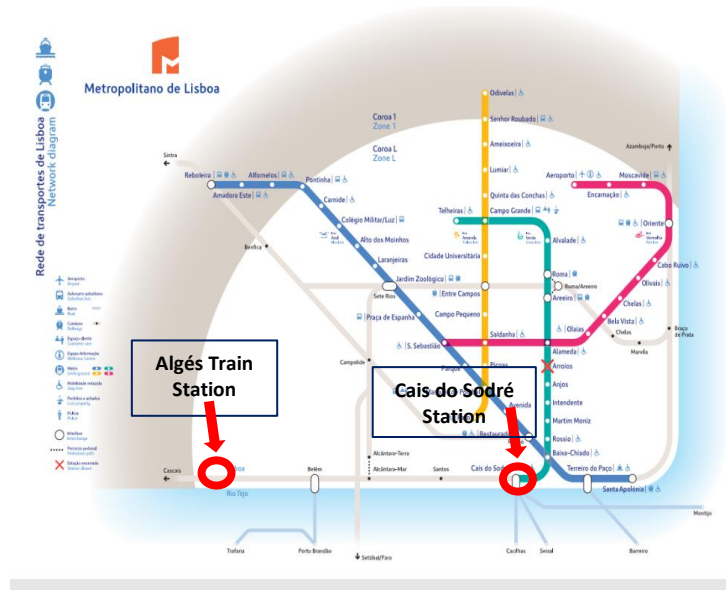 Metropolitano de Lisboa
Rede de transportes de Lisboa
Network diagram
Coroa 1
Zone 1
Coroa L
Zone L
Odivelas
Senhor Roubado
Ameixoeira
Lumiar
Quinta das Conchas
Campo Grande
Telheiras
Cidade Universitária
Entre Campos
Campo Pequeno
Saldanha
Picoas
Sintra
Reboleira
Amadora Este
Alfornelos
Pontinha
Carnide
Colégio Militar/Luz
Alto dos Moinhos
Laranjeiras
Jardim Zoológico
Sete Rios
Praça de Espanha
S. Sebastião
Parque
Avenida
Restaurado
Baixa-Chiado
Terreiro do Paço
Santa Apolónia
Benfica
Campolide
Azambuja/Porto
Aeroporto
Encarnação
Moscavide
Oriente
Cabo Ruivo
Olivais
Chelas
Bela Vista
Olaias
Alameda
Alvalade
Roma
Roma/Areeiro
Areeiro
Chelas
Marvila
Braço
de Prata
Arroios
Anjos
Intendente
Martim Moniz
Rossio
Cais do Sod
Algés Train
Station
Cais do Sodré
Station
Cascais
Rio Tejo
Belém
Alcântara-Terra
Alcântara-Mar
Santos
Trafaria
Porto Brandão
Setúbal/Faro
Cacilhas
Seixal
Barreiro
Montijo